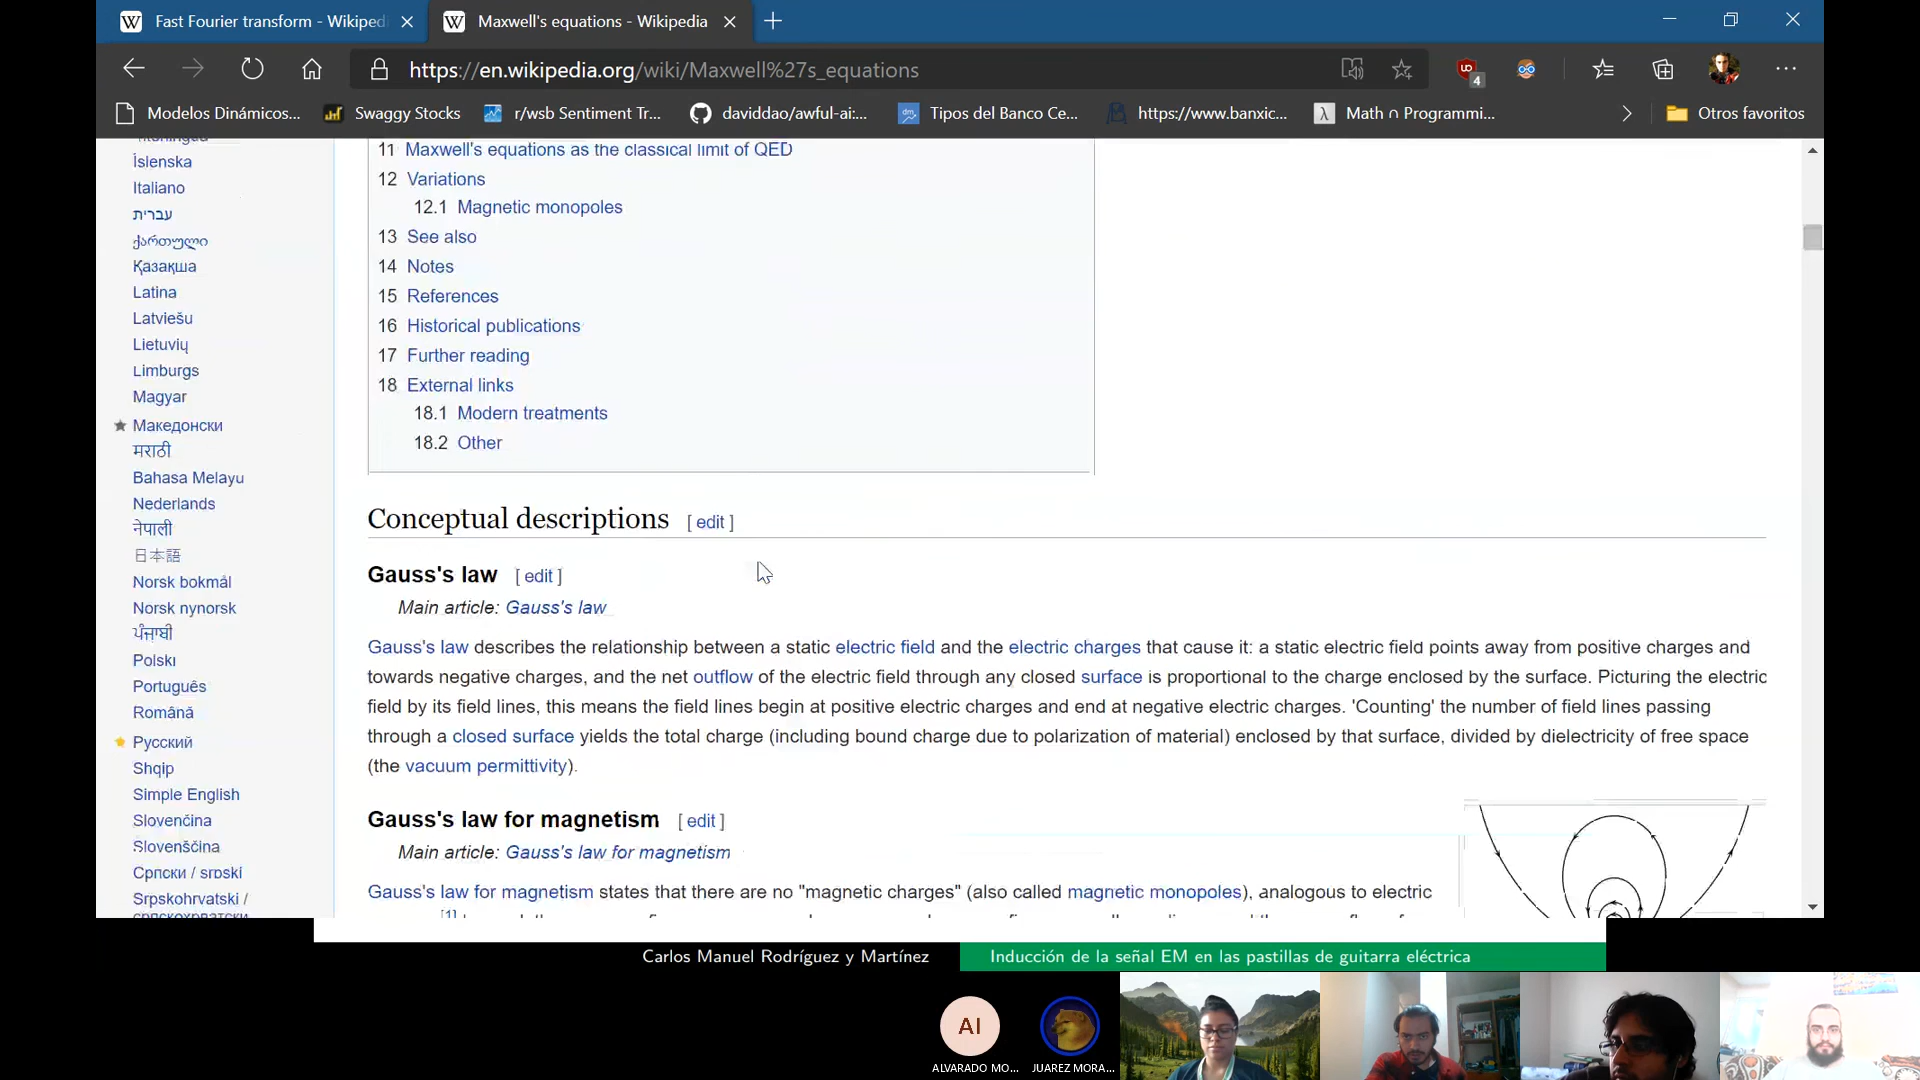 Fast Fourier transform - Wikiped
Maxwell's equations - Wikipedia
https://en.wikipedia.org/wiki/Maxwell%27s_equations
4
Modelos Dinámicos...
Swaggy Stocks
r/wsb Sentiment Tr...
daviddao/awful-ai:...
Tipos del Banco Ce...
https://www.banxic...
Math ∩ Programmi...
Otros favoritos
Íslenska
Italiano
עברית
ქართული
Қазақша
Latina
Latviešu
Lietuvių
Limburgs
Magyar
Македонски
मराठी
Bahasa Melayu
Nederlands
नेपाली
日本語
Norsk bokmål
Norsk nynorsk
ਪੰਜਾਬੀ
Polski
Português
Română
Русский
Shqip
Simple English
Slovenčina
Slovenščina
Српски / srpski
Srpskohrvatski /
српскохрватски
11 Maxwell's equations as the classical limit of QED
12 Variations
12.1 Magnetic monopoles
13 See also
14 Notes
15 References
16 Historical publications
17 Further reading
18 External links
18.1 Modern treatments
18.2 Other
Conceptual descriptions [ edit ]
Gauss's law [ edit ]
Main article: Gauss's law
Gauss's law describes the relationship between a static electric field and the electric charges that cause it: a static electric field points away from positive charges and
towards negative charges, and the net outflow of the electric field through any closed surface is proportional to the charge enclosed by the surface. Picturing the electric
field by its field lines, this means the field lines begin at positive electric charges and end at negative electric charges. 'Counting' the number of field lines passing
through a closed surface yields the total charge (including bound charge due to polarization of material) enclosed by that surface, divided by dielectricity of free space
(the vacuum permittivity).
Gauss's law for magnetism [ edit ]
Main article: Gauss's law for magnetism
Gauss's law for magnetism states that there are no "magnetic charges" (also called magnetic monopoles), analogous to electric
[1]
Carlos Manuel Rodríguez y Martínez
Inducción de la señal EM en las pastillas de guitarra eléctrica
AI
ALVARADO MO...
JUAREZ MORA...